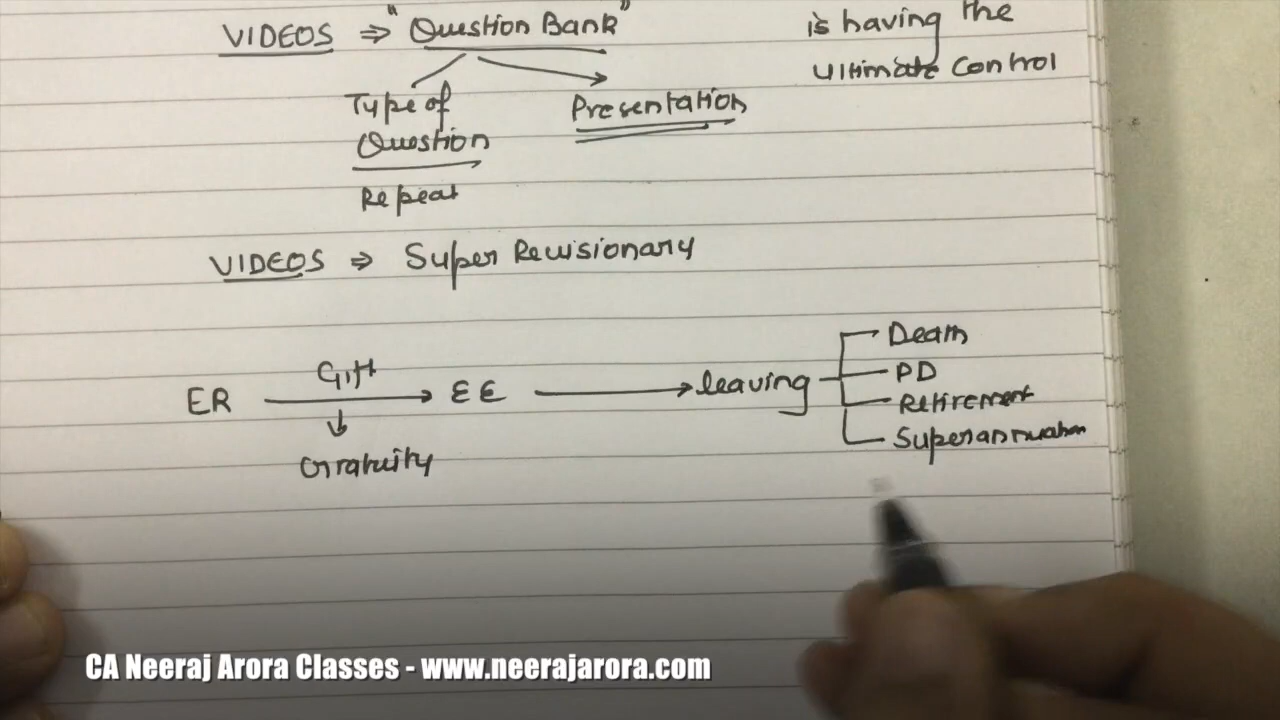 VIDEOS ⇒ "Question Bank"
is having the
ultimate control
Type of
Question
Presentation
Repeat
VIDEOS ⇒ Super Revisionary
ER
Gift
EE
leaving
Death
PD
Retirement
Superannuation
Gratuity
CA Neeraj Arora Classes - www.neerajarora.com